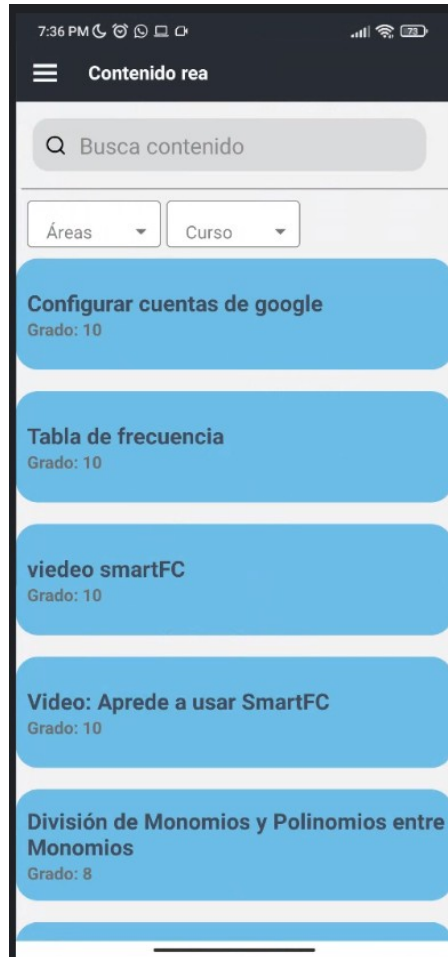 7:36 PM
73
Contenido rea
Busca contenido
Áreas
Curso
Configurar cuentas de google
Grado: 10
Tabla de frecuencia
Grado: 10
viedeo smartFC
Grado: 10
Video: Aprede a usar SmartFC
Grado: 10
División de Monomios y Polinomios entre
Monomios
Grado: 8